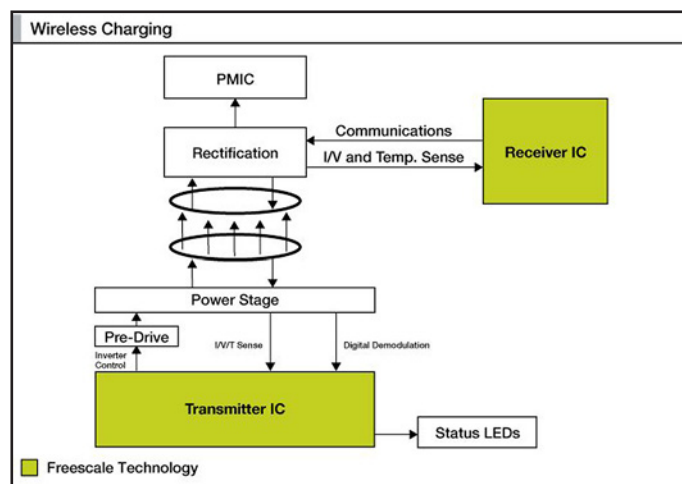 Wireless Charging
PMIC
Communications
Rectification
I/V and Temp. Sense
Receiver IC
Power Stage
Pre-Drive
Inverter
Control
I/V/T Sense
Digital Demodulation
Transmitter IC
Status LEDs
Freescale Technology